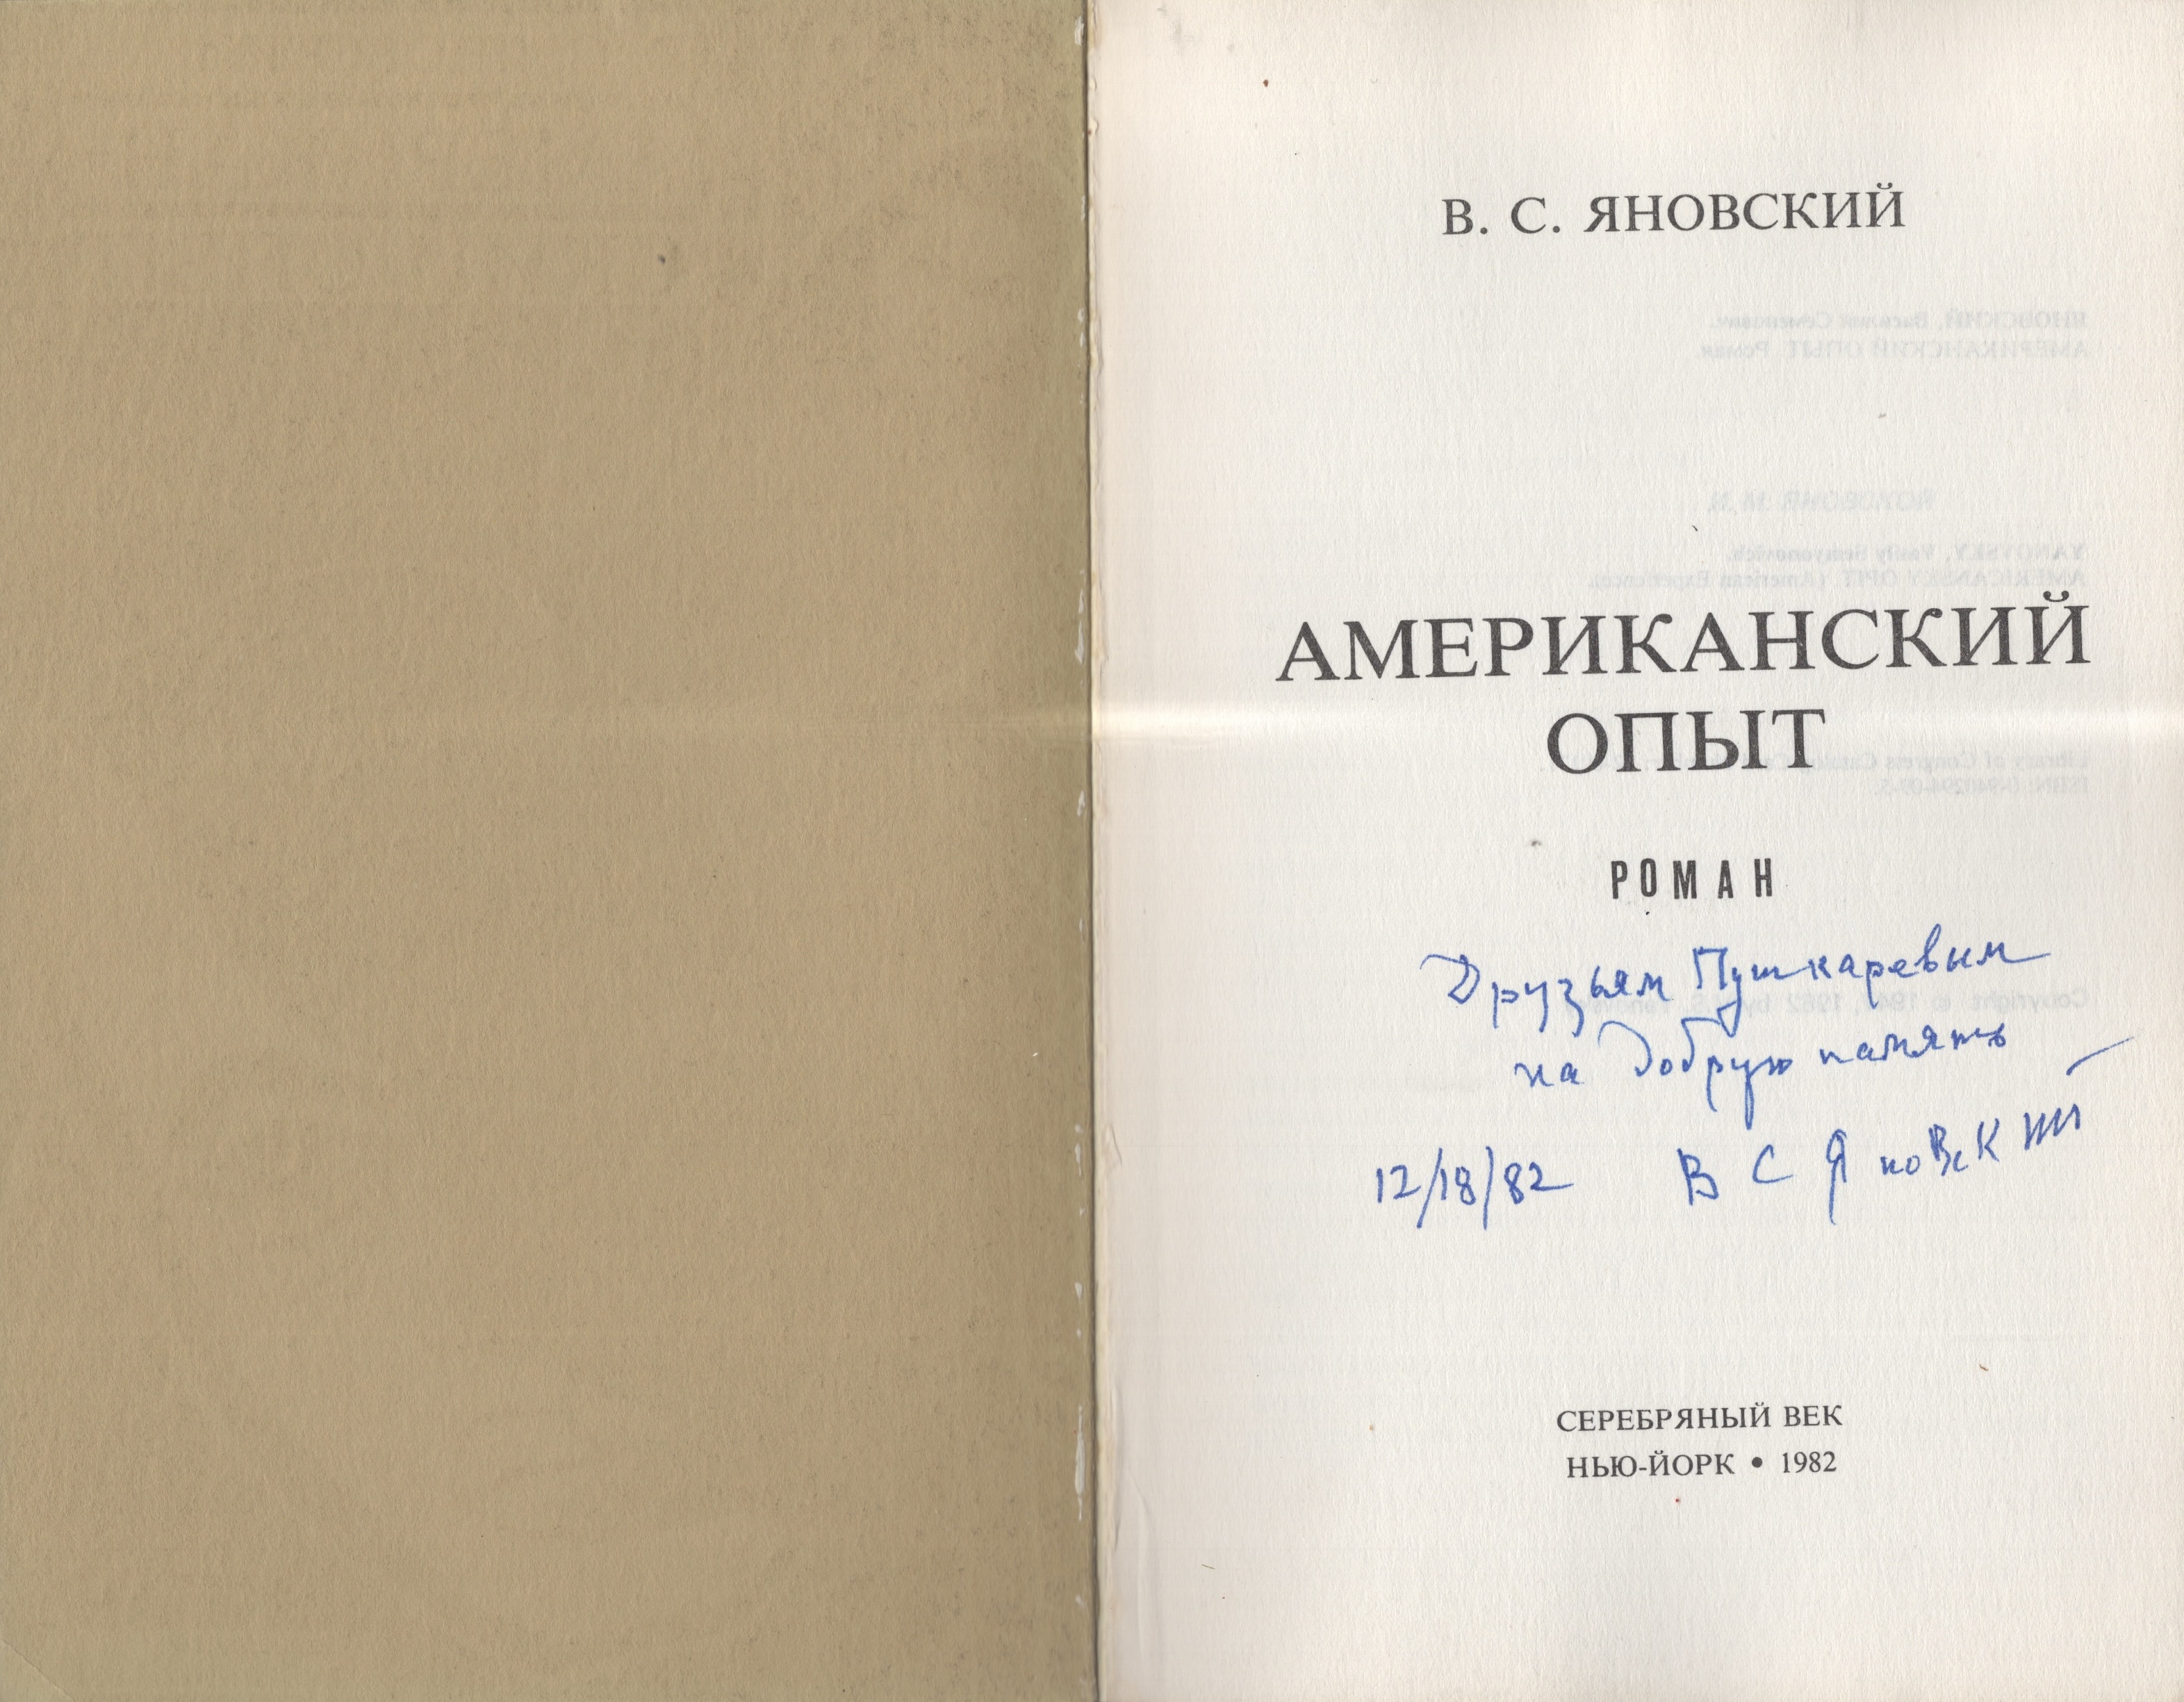 В. С. ЯНОВСКИЙ
АМЕРИКАНСКИЙ
ОПЫТ
РОМАН
Друзьям Пушкаревым
на добрую память
12/18/82 В С Яновский
СЕРЕБРЯНЫЙ ВЕК
НЬЮ-ЙОРК • 1982